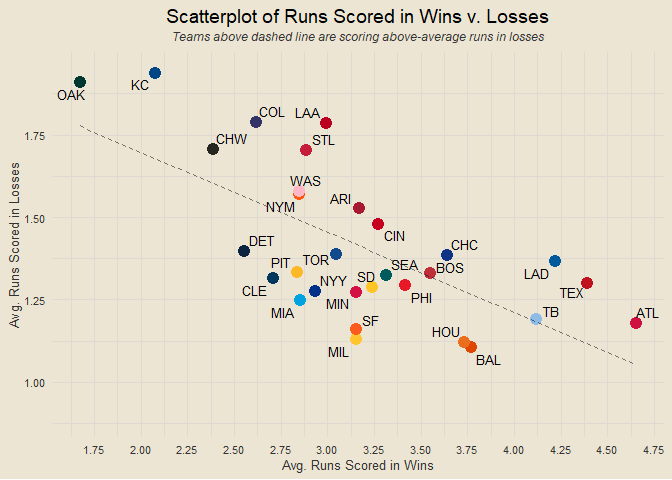 Scatterplot of Runs Scored in Wins v. Losses
Teams above dashed line are scoring above-average runs in losses
OAK
KC
COL
LAA
CHW
STL
WAS
NYM
ARI
CIN
DET
TOR
CHC
PIT
SEA
BOS
LAD
CLE
NYY
SD
TEX
MIA
MIN
PHI
TB
ATL
SF
HOU
MIL
BAL
Avg. Runs Scored in Losses
1.75
1.50
1.25
1.00
1.75 2.00 2.25 2.50 2.75 3.00 3.25 3.50 3.75 4.00 4.25 4.50 4.75
Avg. Runs Scored in Wins